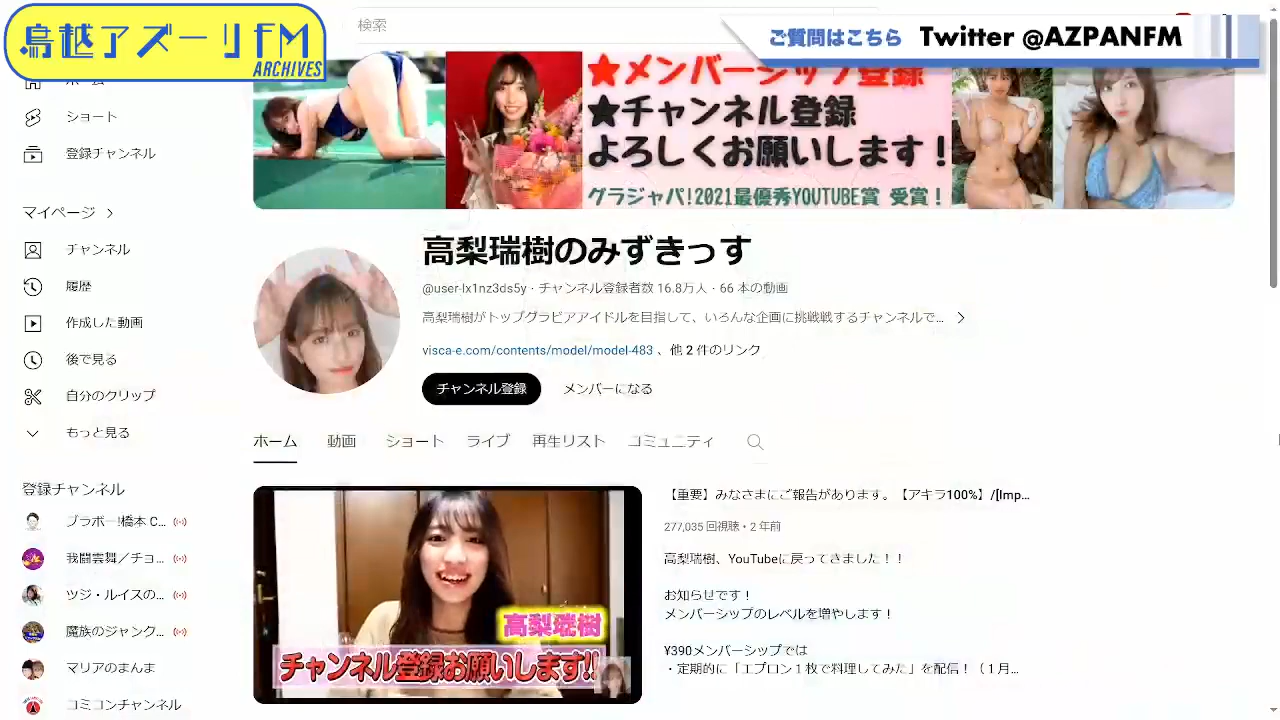 鳥越アズーリFM
ARCHIVES
検索
ご質問はこちら Twitter @AZPANFM
ホーム
ショート
登録チャンネル
マイページ
チャンネル
履歴
作成した動画
後で見る
自分のクリップ
もっと見る
登録チャンネル
ブラボー!橋本 C...
我闘雲舞／チョ...
ツジ・ルイスの...
魔族のジャンク...
マリアのまんま
コミコンチャンネル
★メンバーシップ登録
★チャンネル登録
よろしくお願いします！
グラジャパ!2021最優秀YOUTUBE賞 受賞！
高梨瑞樹のみずきっす
@user-lx1nz3ds5y・チャンネル登録者数 16.8万人・66 本の動画
高梨瑞樹がトップグラビアアイドルを目指して、いろんな企画に挑戦戦するチャンネルで...
visca-e.com/contents/model/model-483 、他 2 件のリンク
チャンネル登録 メンバーになる
ホーム 動画 ショート ライブ 再生リスト コミュニティ
高梨瑞樹
チャンネル登録お願いします!!
【重要】みなさまにご報告があります。【アキラ100%】/[Imp...
277,035 回視聴・2 年前
高梨瑞樹、YouTubeに戻ってきました！！
お知らせです！
メンバーシップのレベルを増やします！
¥390メンバーシップでは
・定期的に「エプロン１枚で料理してみた」を配信！（１月...